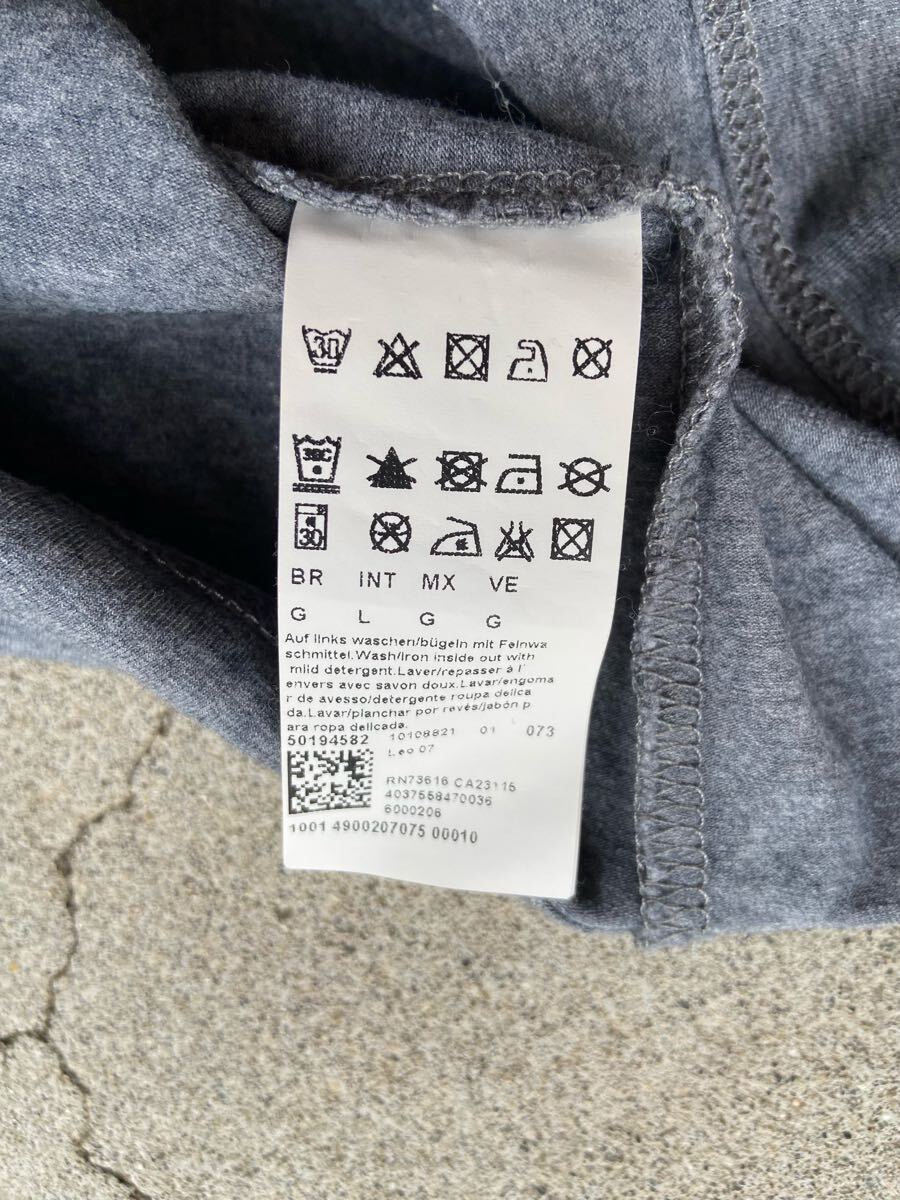 30
30C
30
BR INT MX VE
G L G G
Auf links waschen/bügeln mit Feinwa
schmittel.Wash/Iron inside out with
mild detergent.Laver/repasser à l'
envers avec savon doux.Lavar/engoma
r de avesso/detergente roupa delica
da.Lavar/planchar por revés/jabón p
ara ropa delicada.
50194582 10108821 01 073
Leo 07
RN73616 CA23115
4037558470036
6000206
1001 4900207075 00010